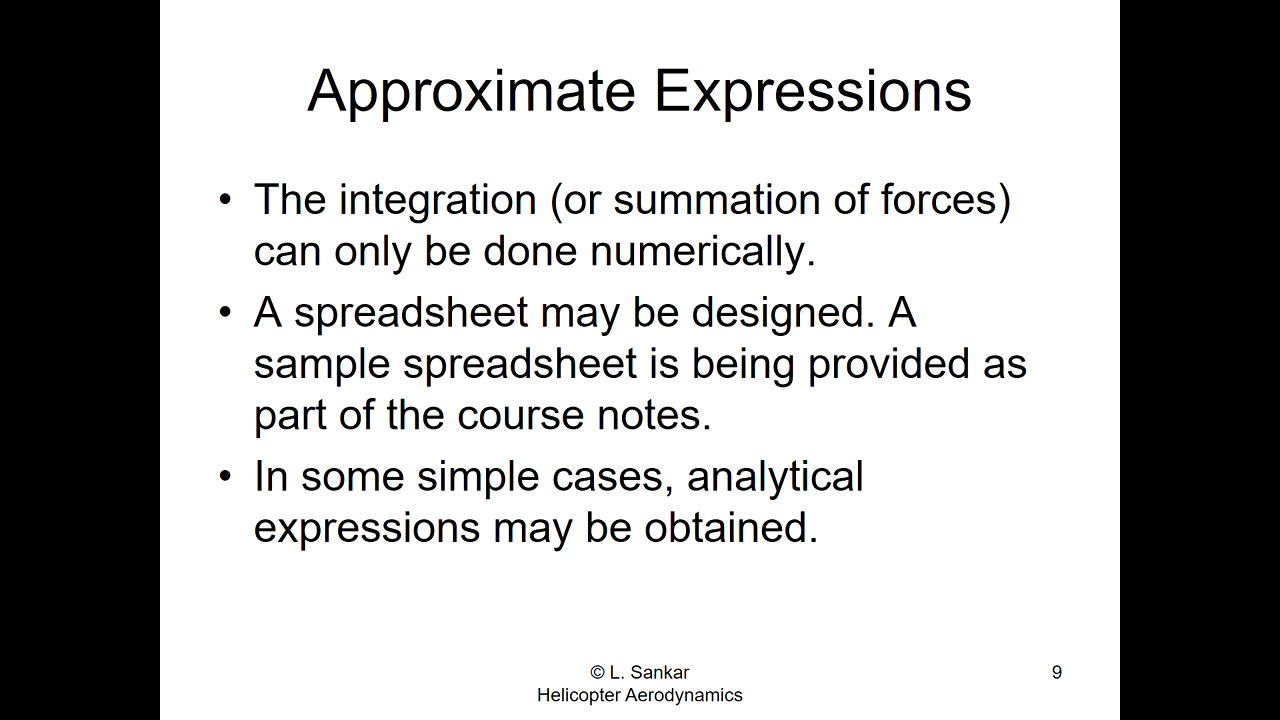 Approximate Expressions
• The integration (or summation of forces)
can only be done numerically.
• A spreadsheet may be designed. A
sample spreadsheet is being provided as
part of the course notes.
• In some simple cases, analytical
expressions may be obtained.
© L. Sankar
Helicopter Aerodynamics
9